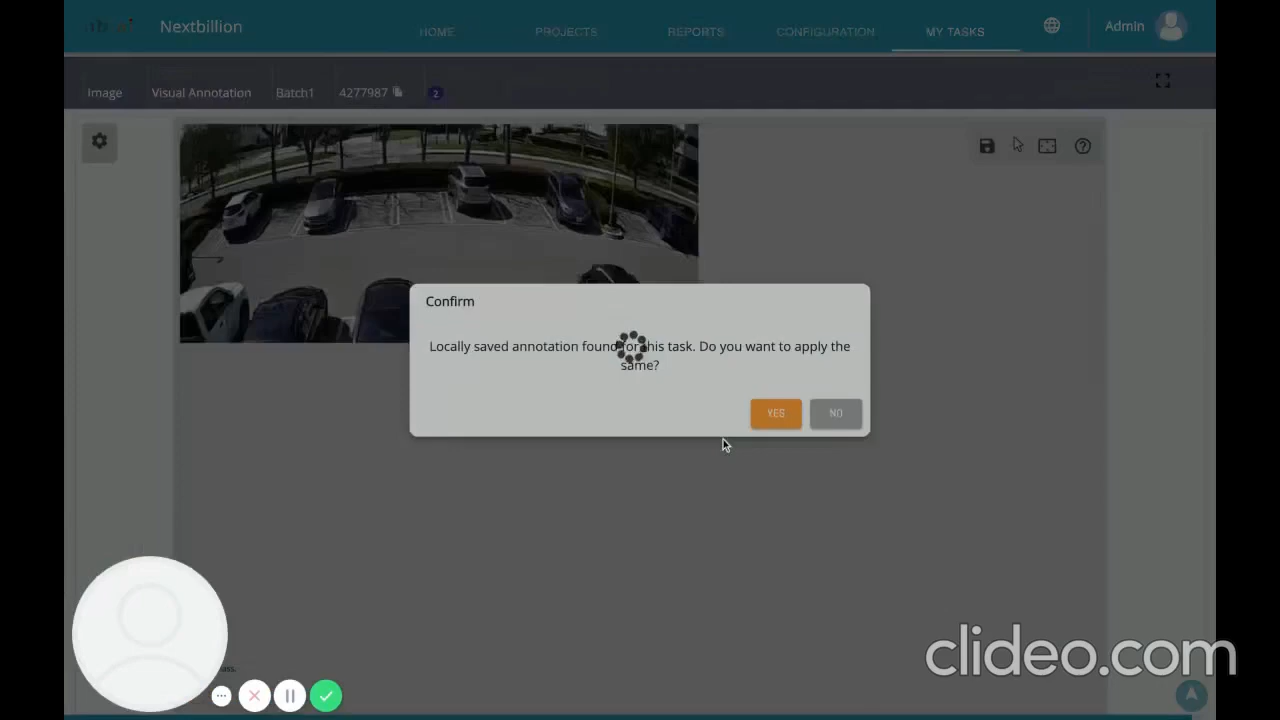 Nextbillion
HOME
PROJECTS
REPORTS
CONFIGURATION
MY TASKS
Admin
Image
Visual Annotation
Batch1
4277987
2
Confirm
Locally saved annotation found for this task. Do you want to apply the
same?
YES
NO
clideo.com